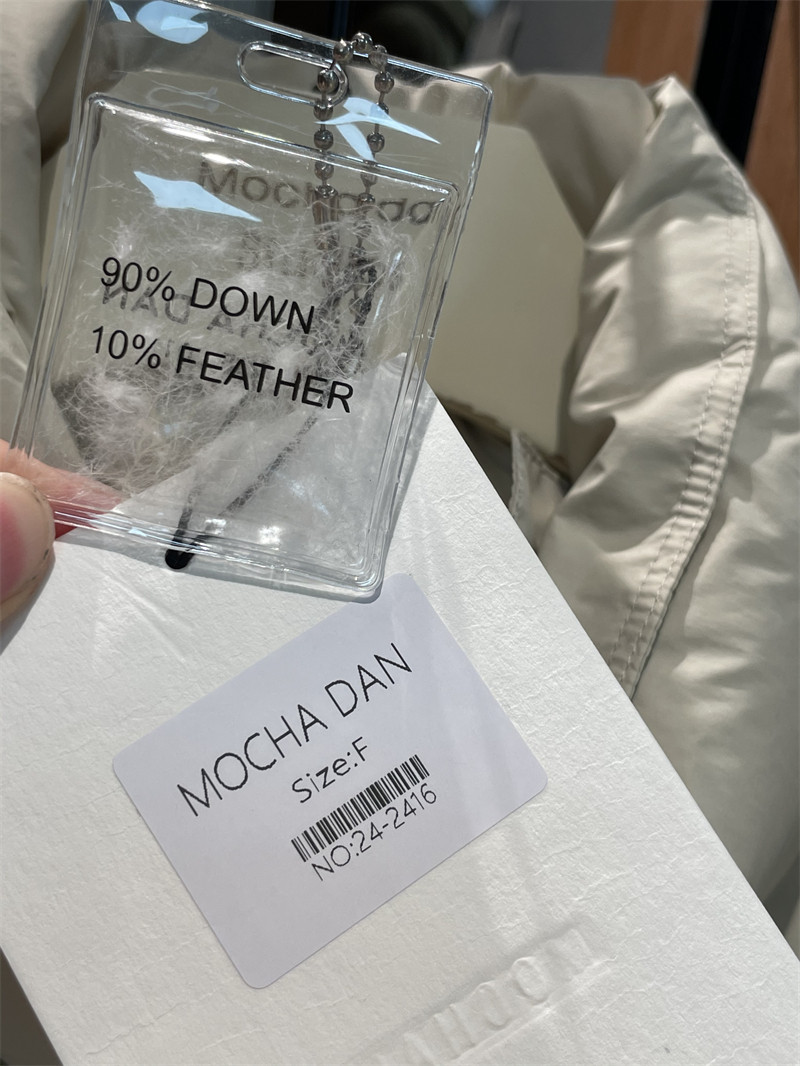 90% DOWN
10% FEATHER
MOCHA DAN
Size:F
NO:24-2416